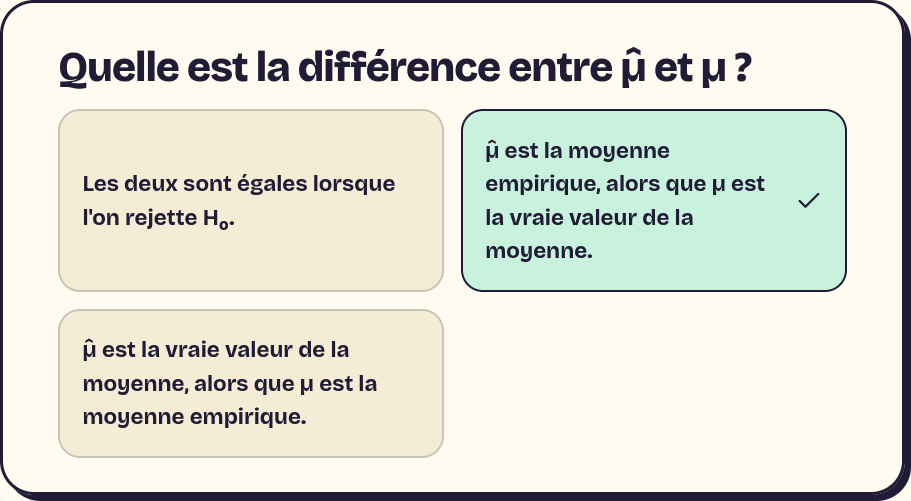 Quelle est la différence entre μ̂ et μ ?
Les deux sont égales lorsque
l'on rejette H₀.
μ̂ est la moyenne
empirique, alors que μ est
la vraie valeur de la
moyenne.
μ̂ est la vraie valeur de la
moyenne, alors que μ est la
moyenne empirique.